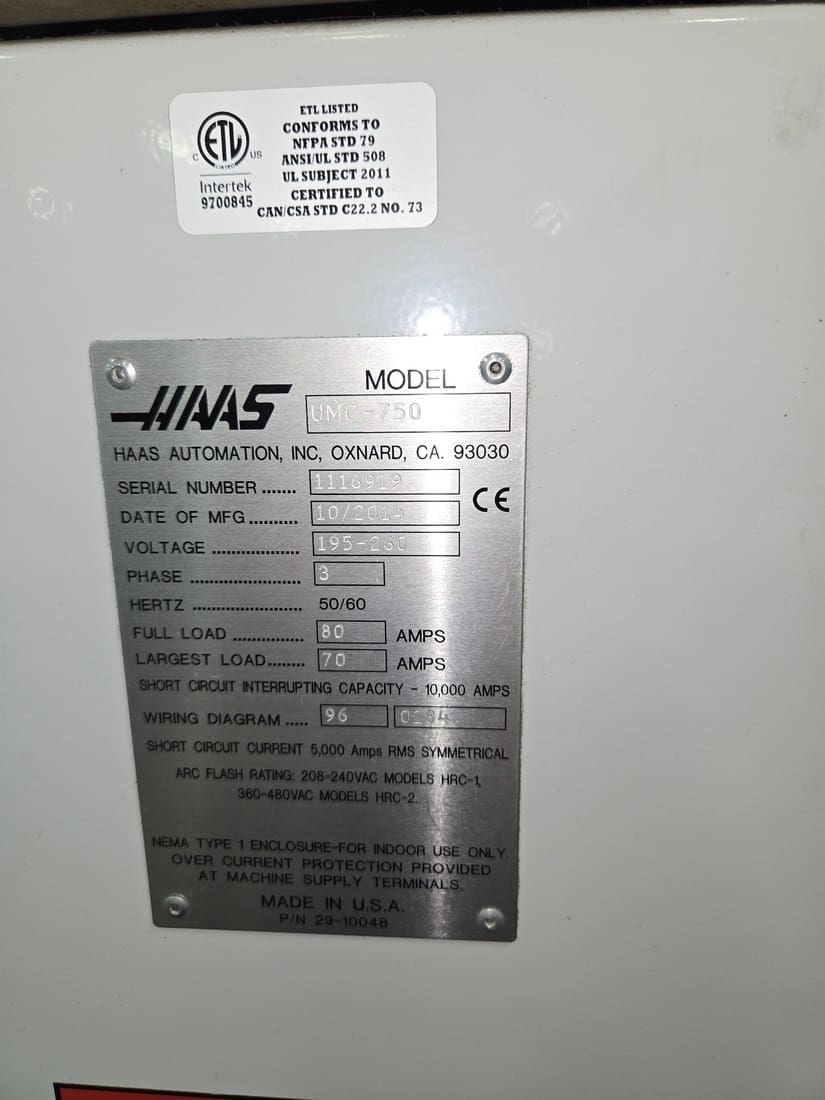 ETL LISTED
CONFORMS TO
NFPA STD 79
ANSI/UL STD 508
UL SUBJECT 2011
CERTIFIED TO
CAN/CSA STD C22.2 NO. 73
C ETL US
LISTED
Intertek
9700845
HAAS
MODEL
UMC-750
HAAS AUTOMATION, INC, OXNARD, CA. 93030
SERIAL NUMBER ....... 1116919
CE
DATE OF MFG.......... 10/2014
VOLTAGE .................. 195-260
PHASE ....................... 3
HERTZ ...................... 50/60
FULL LOAD .............. 80 AMPS
LARGEST LOAD........ 70 AMPS
SHORT CIRCUIT INTERRUPTING CAPACITY - 10,000 AMPS
WIRING DIAGRAM ..... 96
SHORT CIRCUIT CURRENT 5,000 Amps RMS SYMMETRICAL
ARC FLASH RATING: 208-240VAC MODELS HRC-1,
360-480VAC MODELS HRC-2.
NEMA TYPE 1 ENCLOSURE-FOR INDOOR USE ONLY.
OVER CURRENT PROTECTION PROVIDED
AT MACHINE SUPPLY TERMINALS.
MADE IN U.S.A.
P/N 29-10048